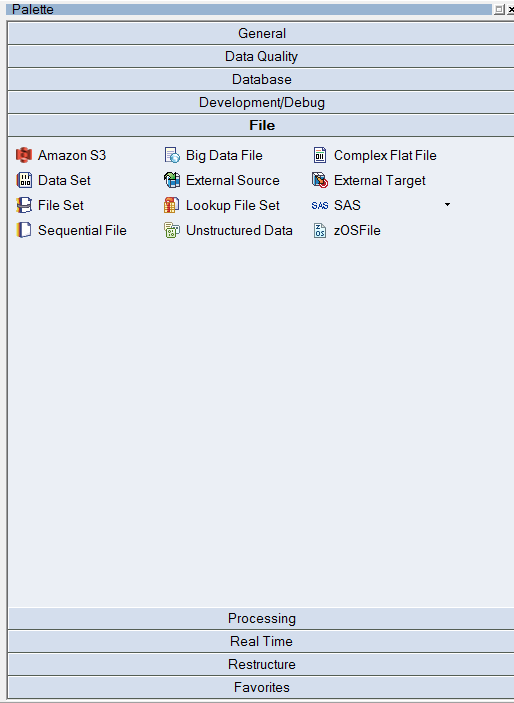 Palette
General
Data Quality
Database
Development/Debug
File
Amazon S3 Big Data File Complex Flat File
Data Set External Source External Target
File Set Lookup File Set SAS SAS
Sequential File Unstructured Data zOSFile
Processing
Real Time
Restructure
Favorites